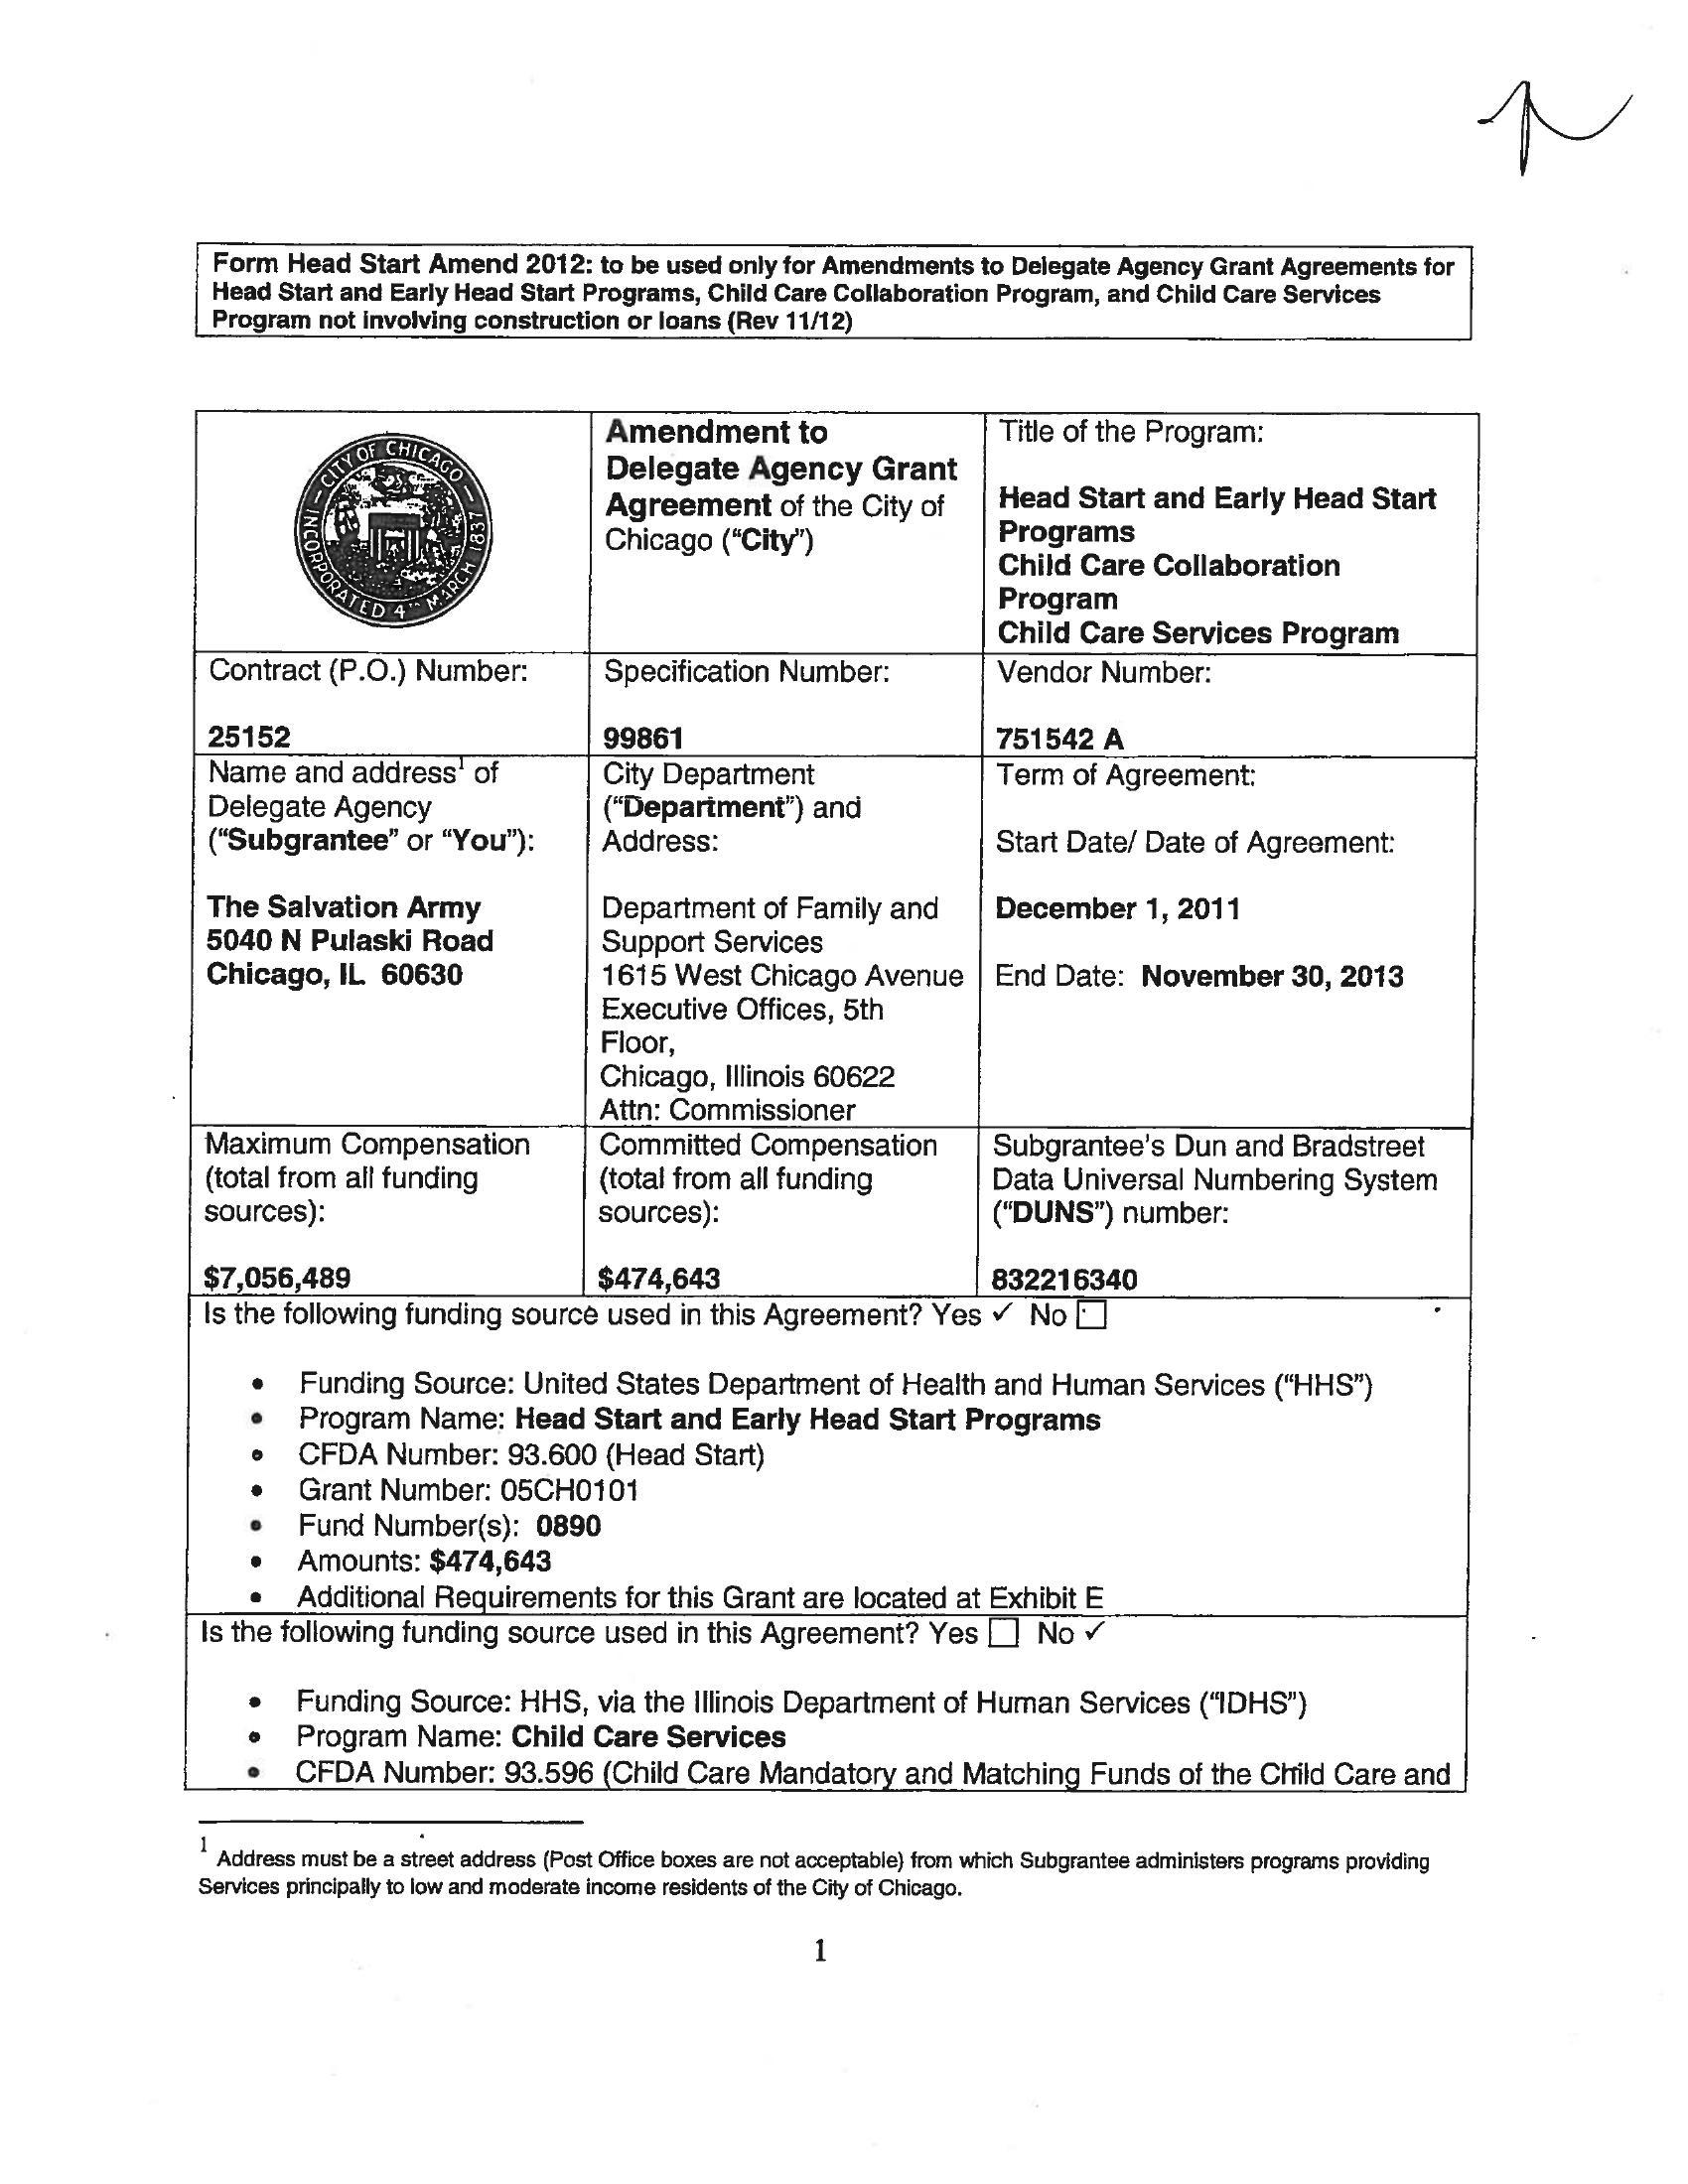 Form Head Start Amend 2012: to be used only for Amendments to Delegate Agency Grant Agreements for
Head Start and Early Head Start Programs, Child Care Collaboration Program, and Child Care Services
Program not involving construction or loans (Rev 11/12)
INCORPORATED 4TH MARCH 1837 – CITY OF CHICAGO –
Amendment to
Delegate Agency Grant
Agreement of the City of
Chicago (“City”)
Title of the Program:
Head Start and Early Head Start
Programs
Child Care Collaboration
Program
Child Care Services Program
Contract (P.O.) Number:
25152
Specification Number:
99861
Vendor Number:
751542 A
Name and address1 of
Delegate Agency
(“Subgrantee” or “You”):
The Salvation Army
5040 N Pulaski Road
Chicago, IL 60630
City Department
(“Department”) and
Address:
Department of Family and
Support Services
1615 West Chicago Avenue
Executive Offices, 5th
Floor,
Chicago, Illinois 60622
Attn: Commissioner
Term of Agreement:
Start Date/ Date of Agreement:
December 1, 2011
End Date: November 30, 2013
Maximum Compensation
(total from all funding
sources):
$7,056,489
Committed Compensation
(total from all funding
sources):
$474,643
Subgrantee's Dun and Bradstreet
Data Universal Numbering System
(“DUNS”) number:
832216340
Is the following funding source used in this Agreement? Yes ✓ No ☐
• Funding Source: United States Department of Health and Human Services (“HHS”)
• Program Name: Head Start and Early Head Start Programs
• CFDA Number: 93.600 (Head Start)
• Grant Number: 05CH0101
• Fund Number(s): 0890
• Amounts: $474,643
• Additional Requirements for this Grant are located at Exhibit E
Is the following funding source used in this Agreement? Yes ☐ No ✓
• Funding Source: HHS, via the Illinois Department of Human Services (“IDHS”)
• Program Name: Child Care Services
• CFDA Number: 93.596 (Child Care Mandatory and Matching Funds of the Child Care and
1 Address must be a street address (Post Office boxes are not acceptable) from which Subgrantee administers programs providing
Services principally to low and moderate income residents of the City of Chicago.
1